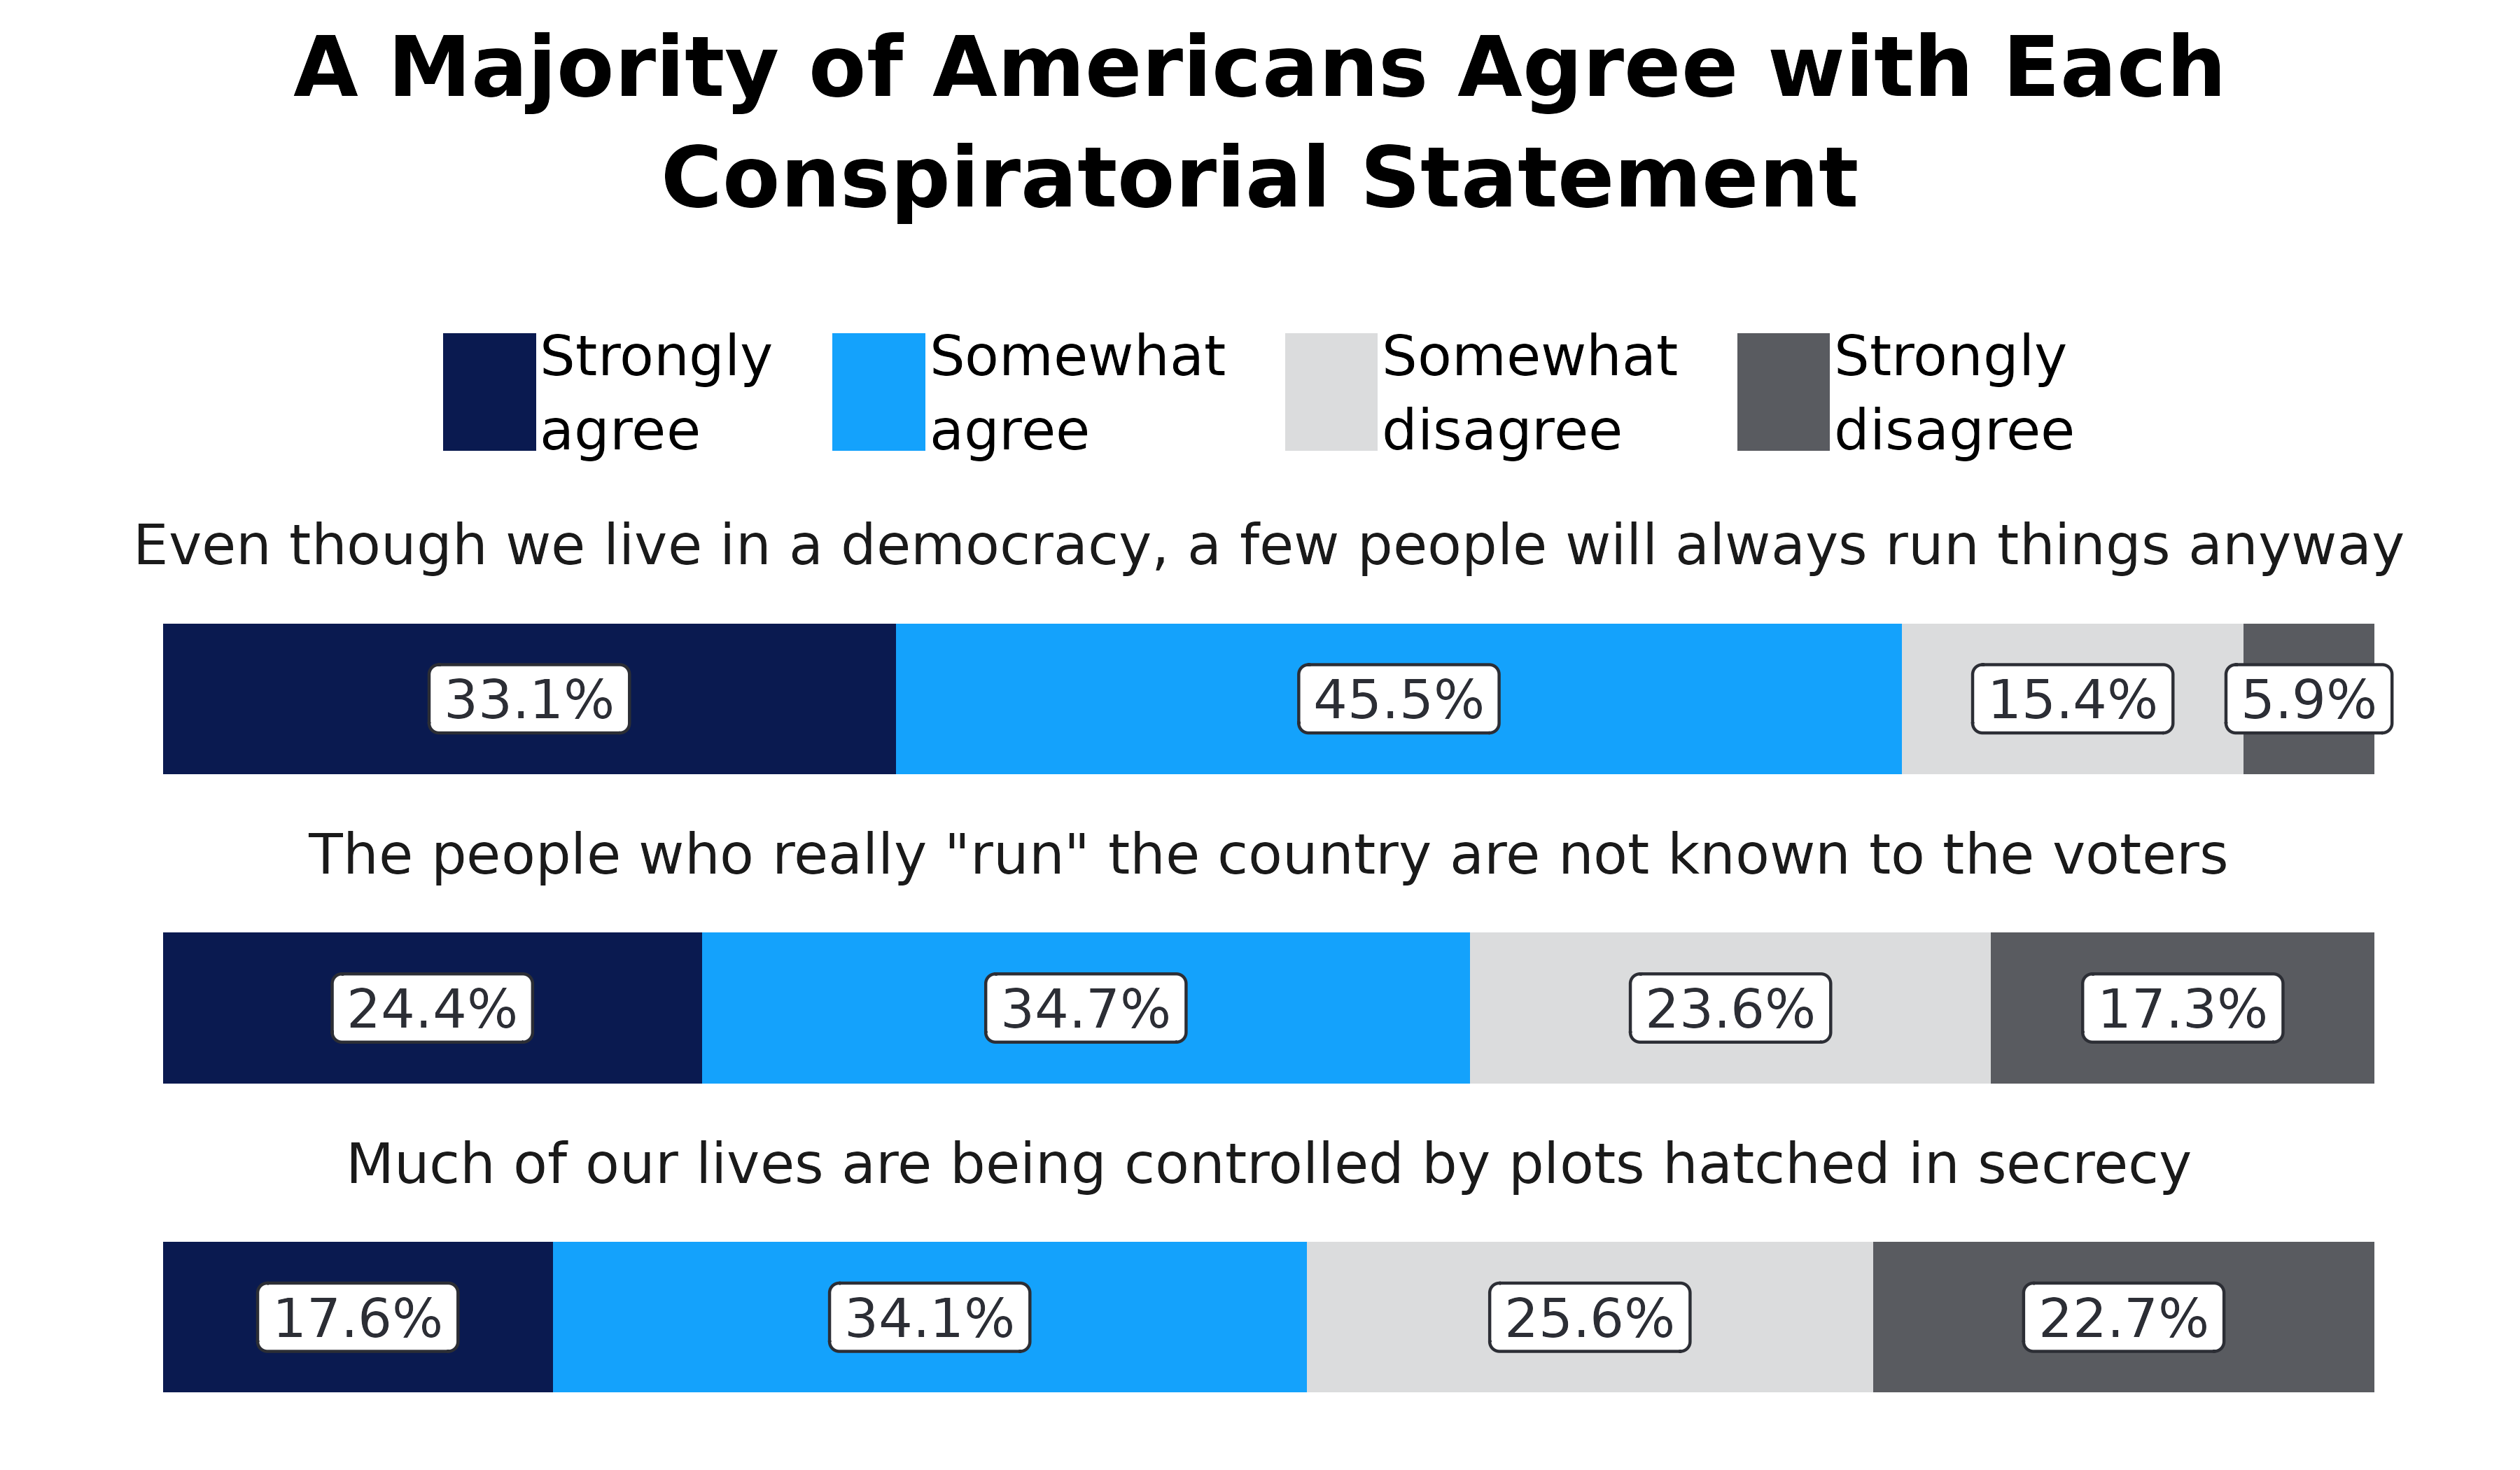 A Majority of Americans Agree with Each
Conspiratorial Statement
Strongly agree
Somewhat agree
Somewhat disagree
Strongly disagree
Even though we live in a democracy, a few people will always run things anyway
33.1% 45.5% 15.4% 5.9%
The people who really "run" the country are not known to the voters
24.4% 34.7% 23.6% 17.3%
Much of our lives are being controlled by plots hatched in secrecy
17.6% 34.1% 25.6% 22.7%